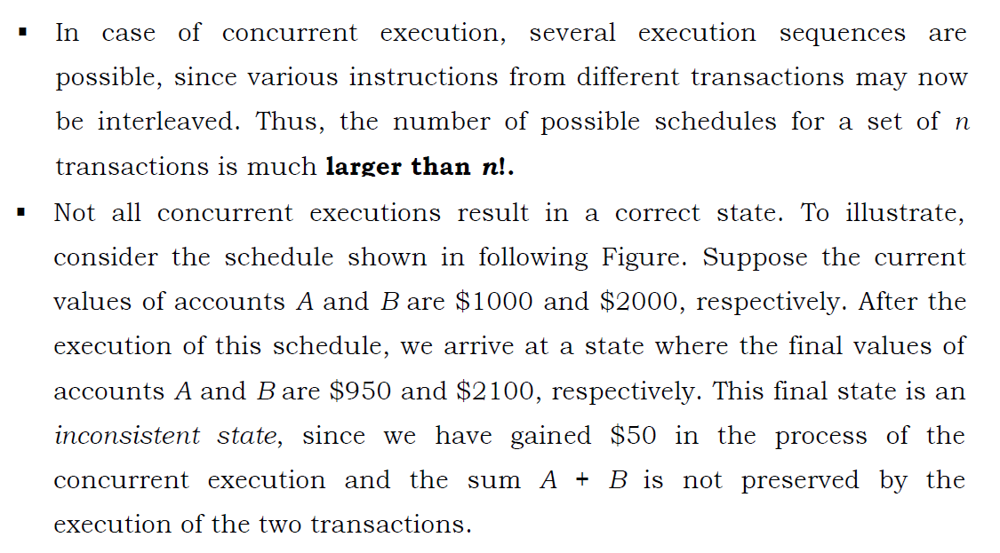 ▪ In case of concurrent execution, several execution sequences are
possible, since various instructions from different transactions may now
be interleaved. Thus, the number of possible schedules for a set of n
transactions is much larger than n!.
▪ Not all concurrent executions result in a correct state. To illustrate,
consider the schedule shown in following Figure. Suppose the current
values of accounts A and B are $1000 and $2000, respectively. After the
execution of this schedule, we arrive at a state where the final values of
accounts A and B are $950 and $2100, respectively. This final state is an
inconsistent state, since we have gained $50 in the process of the
concurrent execution and the sum A + B is not preserved by the
execution of the two transactions.